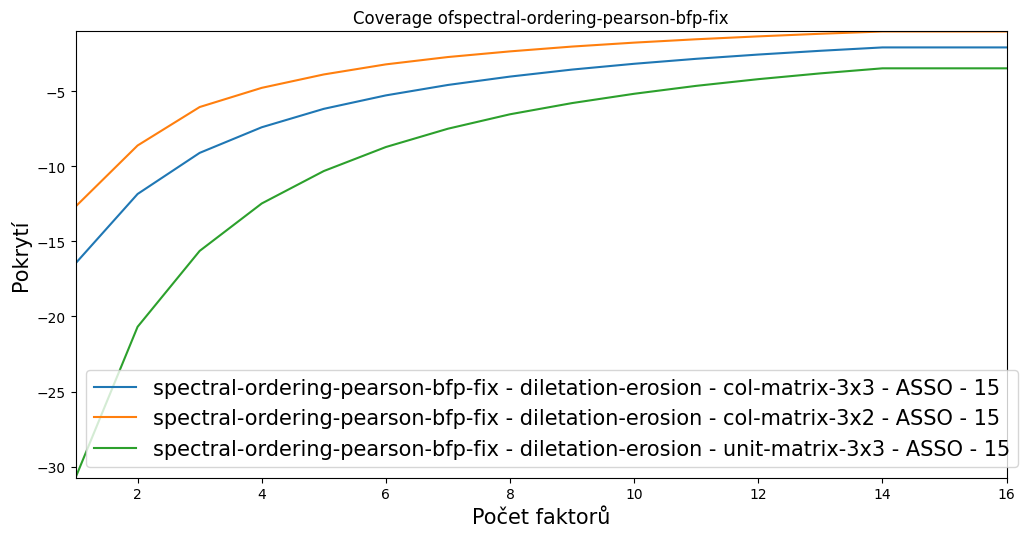 Coverage ofspectral-ordering-pearson-bfp-fix
Pokrytí
−5
−10
−15
−20
−25
−30
spectral-ordering-pearson-bfp-fix - diletation-erosion - col-matrix-3x3 - ASSO - 15
spectral-ordering-pearson-bfp-fix - diletation-erosion - col-matrix-3x2 - ASSO - 15
spectral-ordering-pearson-bfp-fix - diletation-erosion - unit-matrix-3x3 - ASSO - 15
2 4 6 8 10 12 14 16
Počet faktorů